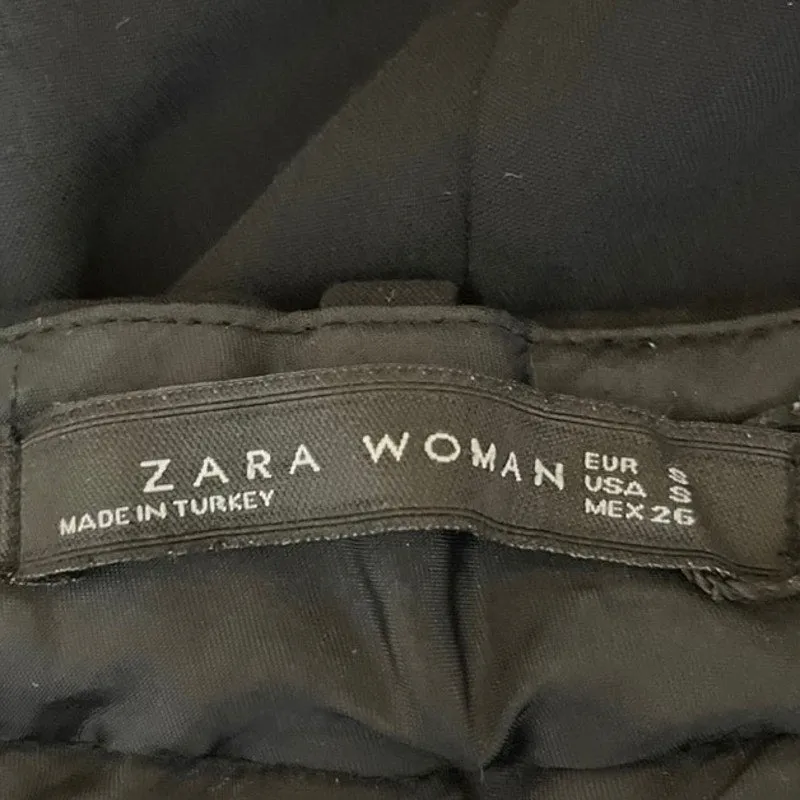 ZARA WOMAN
MADE IN TURKEY
EUR S
USA S
MEX 26